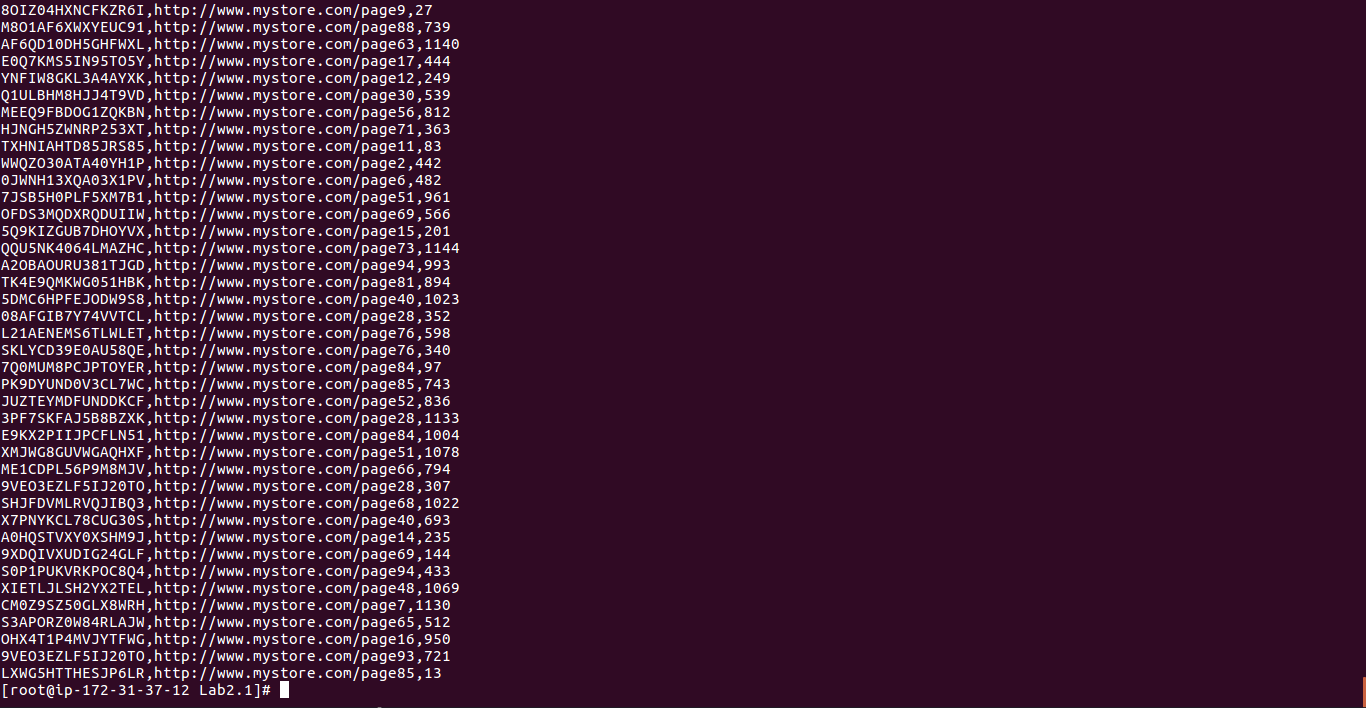 8OIZ04HXNCFKZR6I,http://www.mystore.com/page9,27
M8O1AF6XWXYEUC91,http://www.mystore.com/page88,739
AF6QD10DH5GHFWXL,http://www.mystore.com/page63,1140
E0Q7KMS5IN95TO5Y,http://www.mystore.com/page17,444
YNFIW8GKL3A4AYXK,http://www.mystore.com/page12,249
Q1ULBHM8HJJ4T9VD,http://www.mystore.com/page30,539
MEEQ9FBDOG1ZQKBN,http://www.mystore.com/page56,812
HJNGH5ZWNRP253XT,http://www.mystore.com/page71,363
TXHNIAHTD85JRS85,http://www.mystore.com/page11,83
WWQZO30ATA40YH1P,http://www.mystore.com/page2,442
0JWNH13XQA03X1PV,http://www.mystore.com/page6,482
7JSB5H0PLF5XM7B1,http://www.mystore.com/page51,961
OFDS3MQDXRQDUIIW,http://www.mystore.com/page69,566
5Q9KIZGUB7DHOYVX,http://www.mystore.com/page15,201
QQU5NK4064LMAZHC,http://www.mystore.com/page73,1144
A2OBAOURU381TJGD,http://www.mystore.com/page94,993
TK4E9QMKWG051HBK,http://www.mystore.com/page81,894
5DMC6HPFEJODW9S8,http://www.mystore.com/page40,1023
08AFGIB7Y74VVTCL,http://www.mystore.com/page28,352
L21AENEMS6TLWLET,http://www.mystore.com/page76,598
SKLYCD39E0AU58QE,http://www.mystore.com/page76,340
7Q0MUM8PCJPTOYER,http://www.mystore.com/page84,97
PK9DYUND0V3CL7WC,http://www.mystore.com/page85,743
JUZTEYMDFUNDDKCF,http://www.mystore.com/page52,836
3PF7SKFAJ5B8BZXK,http://www.mystore.com/page28,1133
E9KX2PIIJPCFLN51,http://www.mystore.com/page84,1004
XMJWG8GUVWGAQHXF,http://www.mystore.com/page51,1078
ME1CDPL56P9M8MJV,http://www.mystore.com/page66,794
9VEO3EZLF5IJ20TO,http://www.mystore.com/page28,307
SHJFDVMLRVQJIBQ3,http://www.mystore.com/page68,1022
X7PNYKCL78CUG30S,http://www.mystore.com/page40,693
A0HQSTVXY0XSHM9J,http://www.mystore.com/page14,235
9XDQIVXUDIG24GLF,http://www.mystore.com/page69,144
S0P1PUKVRKPOC8Q4,http://www.mystore.com/page94,433
XIETLJLSH2YX2TEL,http://www.mystore.com/page48,1069
CM0Z9SZ50GLX8WRH,http://www.mystore.com/page7,1130
S3APORZ0W84RLAJW,http://www.mystore.com/page65,512
OHX4T1P4MVJYTFWG,http://www.mystore.com/page16,950
9VEO3EZLF5IJ20TO,http://www.mystore.com/page93,721
LXWG5HTTHESJP6LR,http://www.mystore.com/page85,13
[root@ip-172-31-37-12 Lab2.1]#